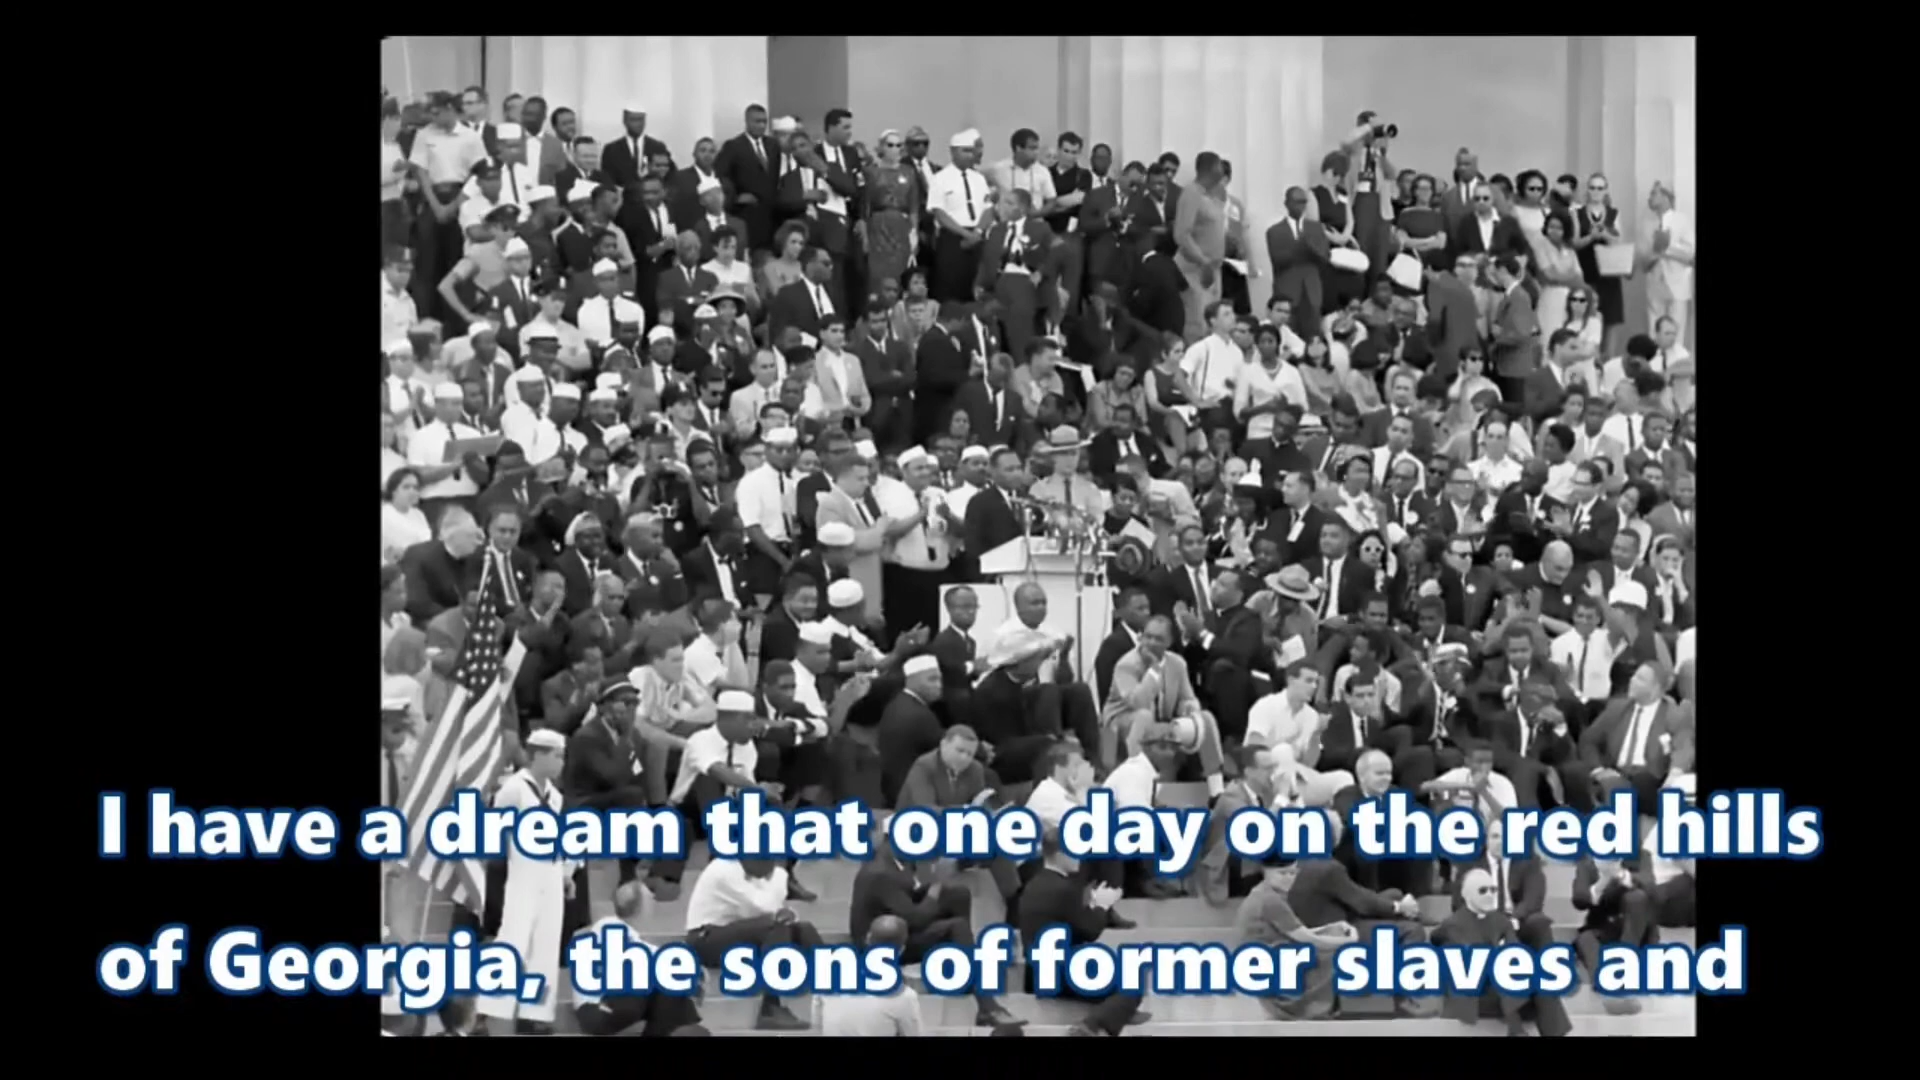 I have a dream that one day on the red hills
of Georgia, the sons of former slaves and